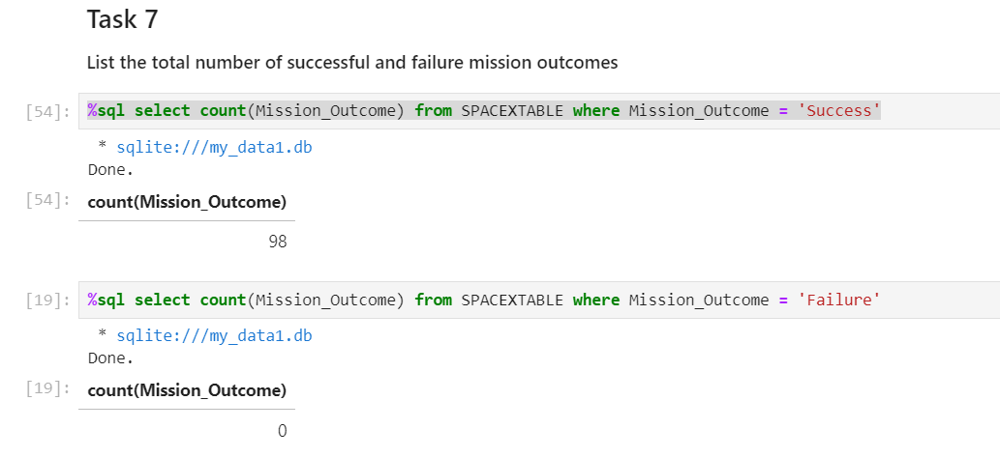 Task 7
List the total number of successful and failure mission outcomes
[54]: %sql select count(Mission_Outcome) from SPACEXTABLE where Mission_Outcome = 'Success'
* sqlite:///my_data1.db
Done.
[54]: count(Mission_Outcome)
98
[19]: %sql select count(Mission_Outcome) from SPACEXTABLE where Mission_Outcome = 'Failure'
* sqlite:///my_data1.db
Done.
[19]: count(Mission_Outcome)
0